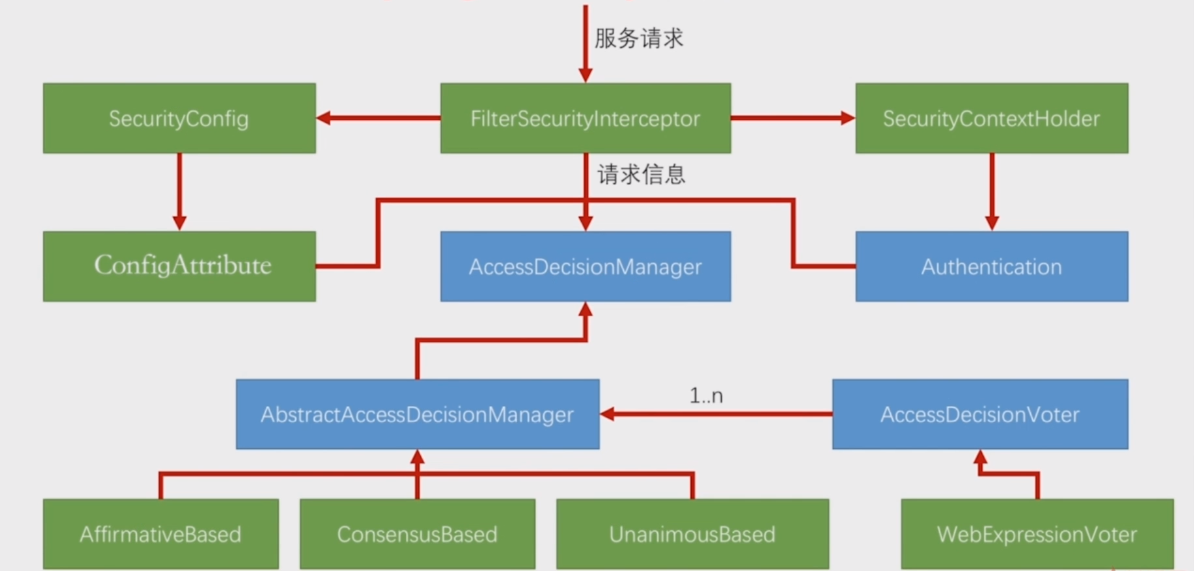 服务请求
SecurityConfig
FilterSecurityInterceptor
SecurityContextHolder
请求信息
ConfigAttribute
AccessDecisionManager
Authentication
1..n
AbstractAccessDecisionManager
AccessDecisionVoter
AffirmativeBased
ConsensusBased
UnanimousBased
WebExpressionVoter